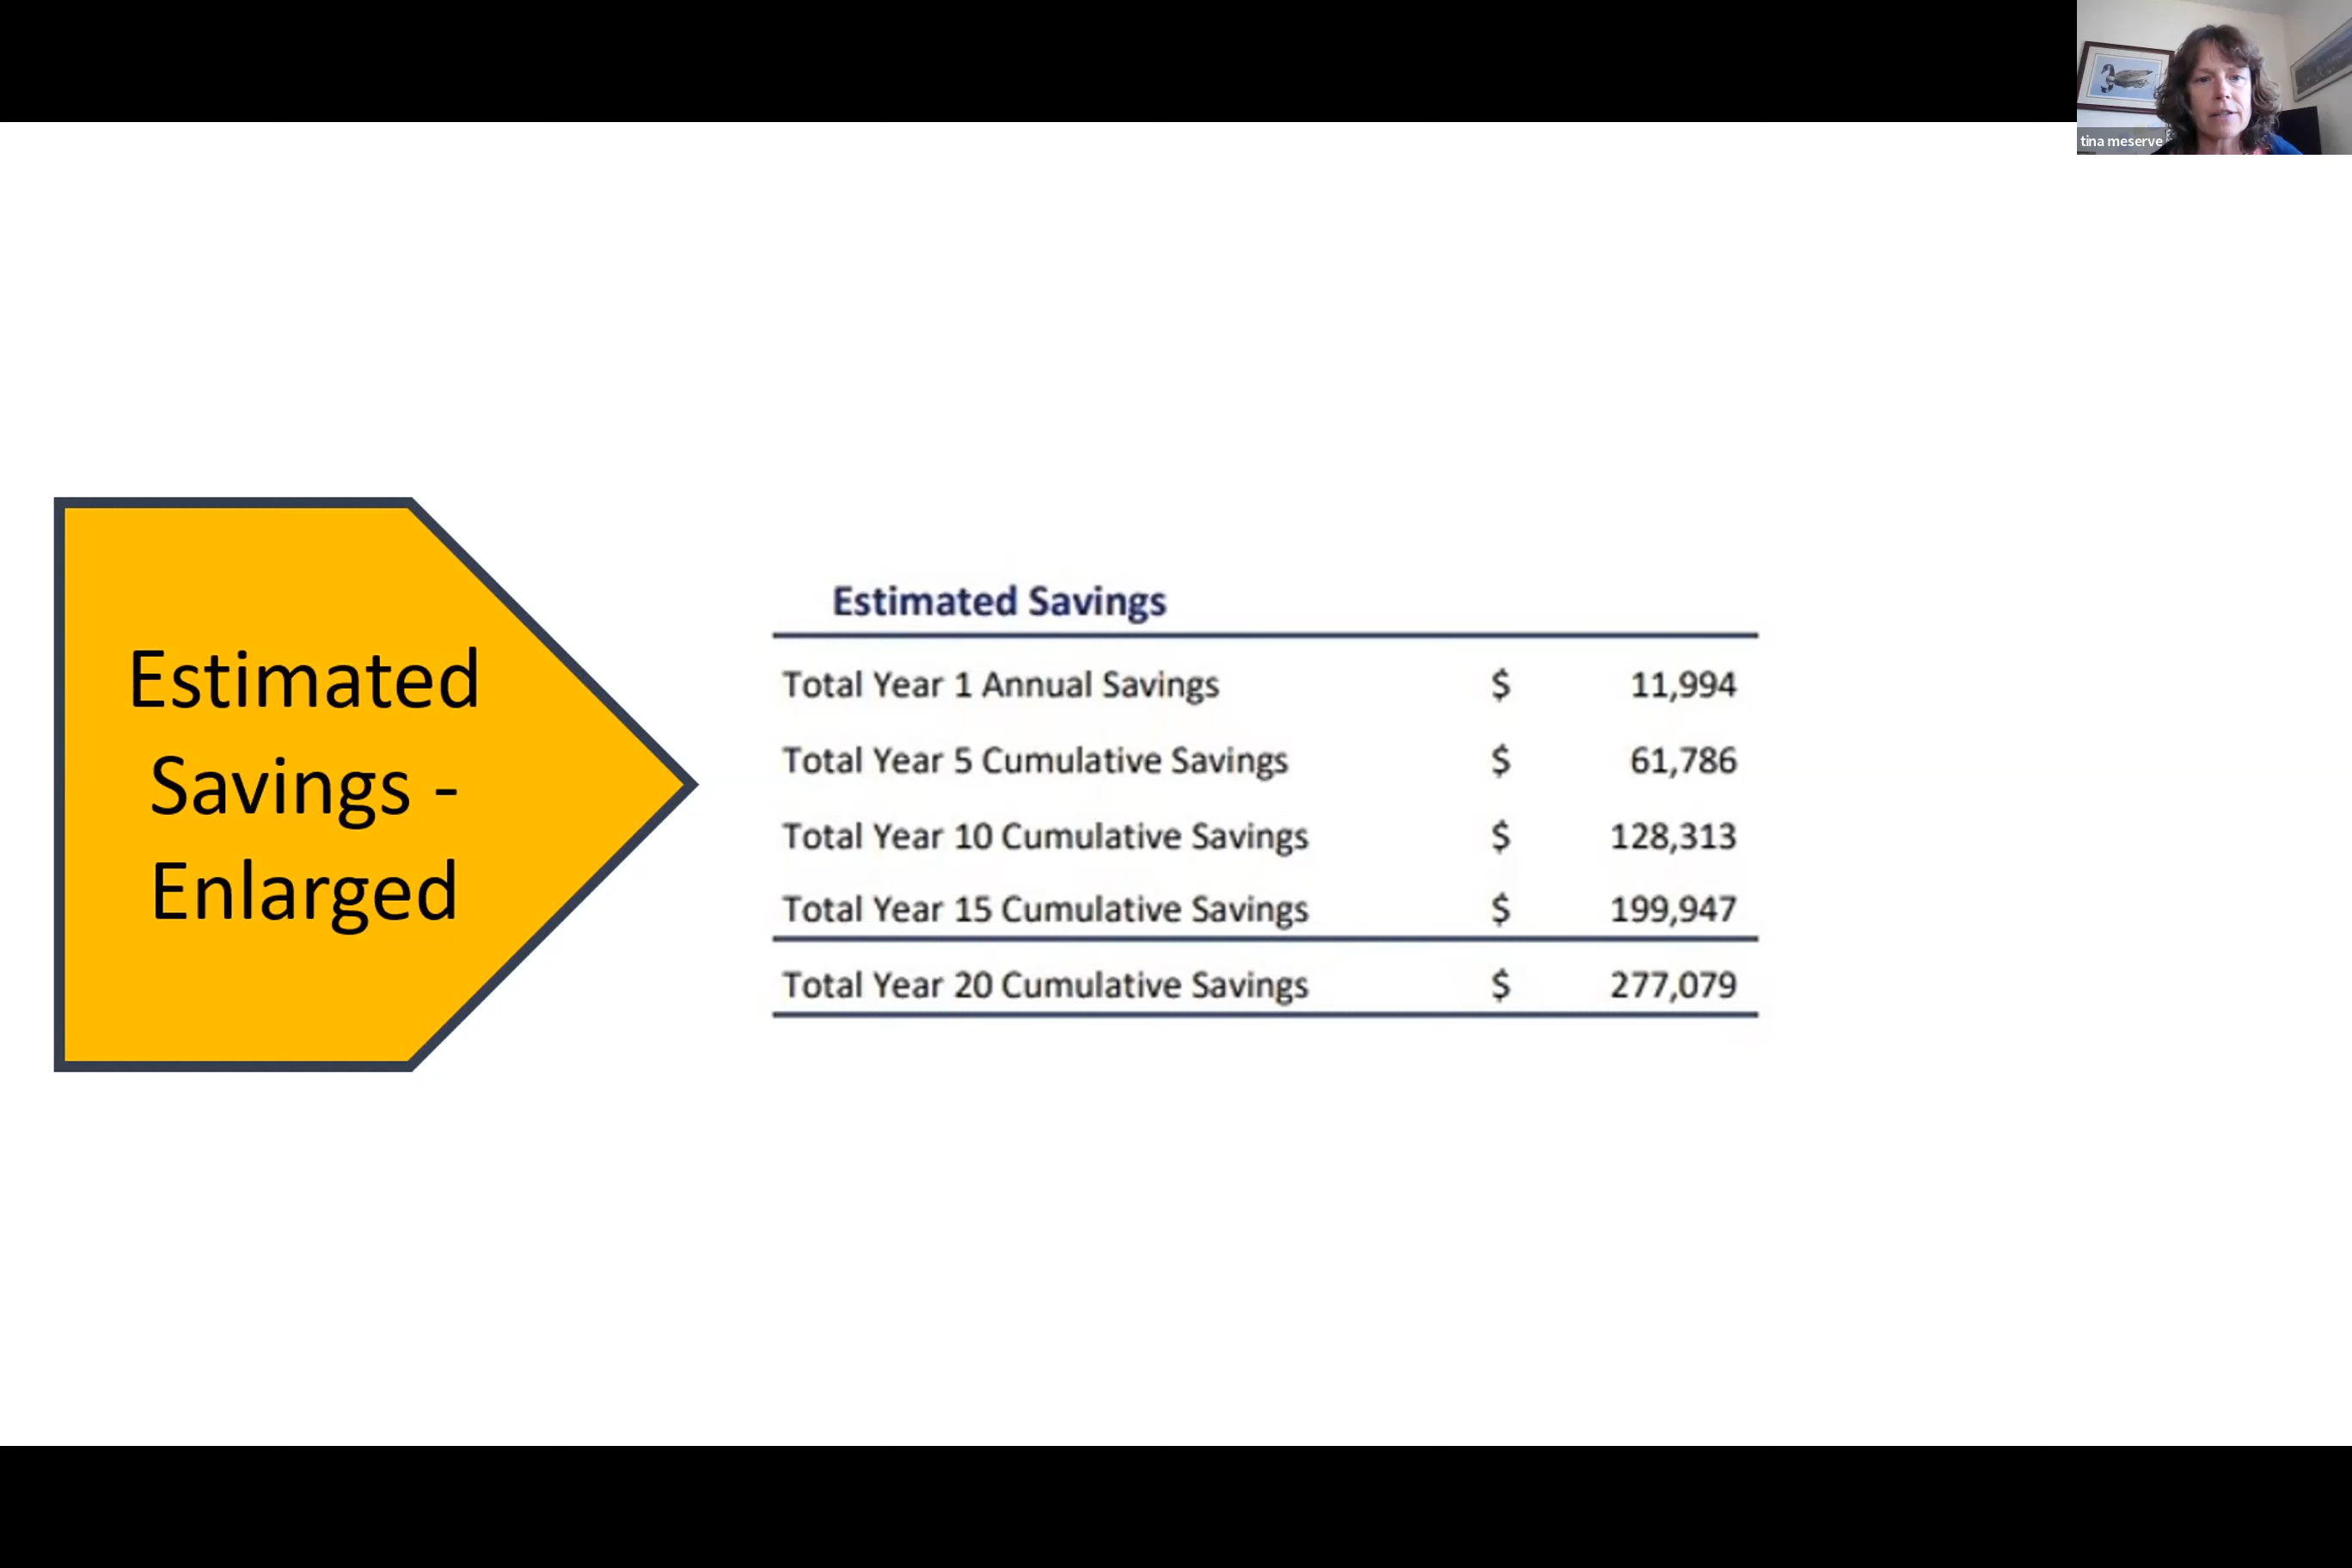 tina meserve
Estimated
Savings -
Enlarged
Estimated Savings
Total Year 1 Annual Savings $ 11,994
Total Year 5 Cumulative Savings $ 61,786
Total Year 10 Cumulative Savings $ 128,313
Total Year 15 Cumulative Savings $ 199,947
Total Year 20 Cumulative Savings $ 277,079